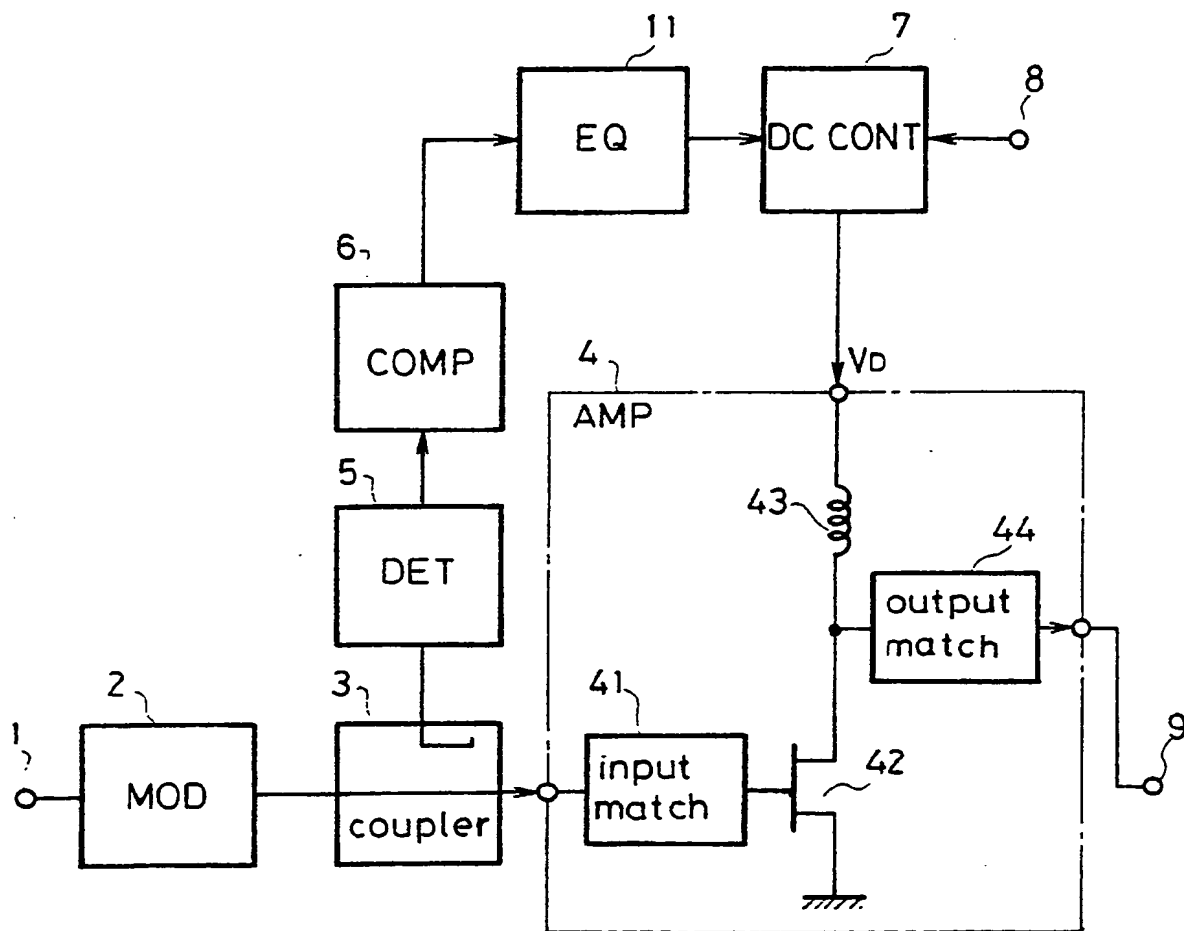 11
7
8
EQ
DC CONT
6
COMP
4
VD
AMP
5
DET
43
44
output
match
2
3
41
1
MOD
coupler
input
match
42
9